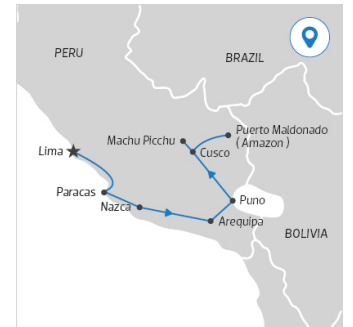 PERU
BRAZIL
Puerto Maldonado
( Amazon )
Machu Picchu
Lima
Cusco
Paracas
Puno
Nazca
Arequipa
BOLIVIA